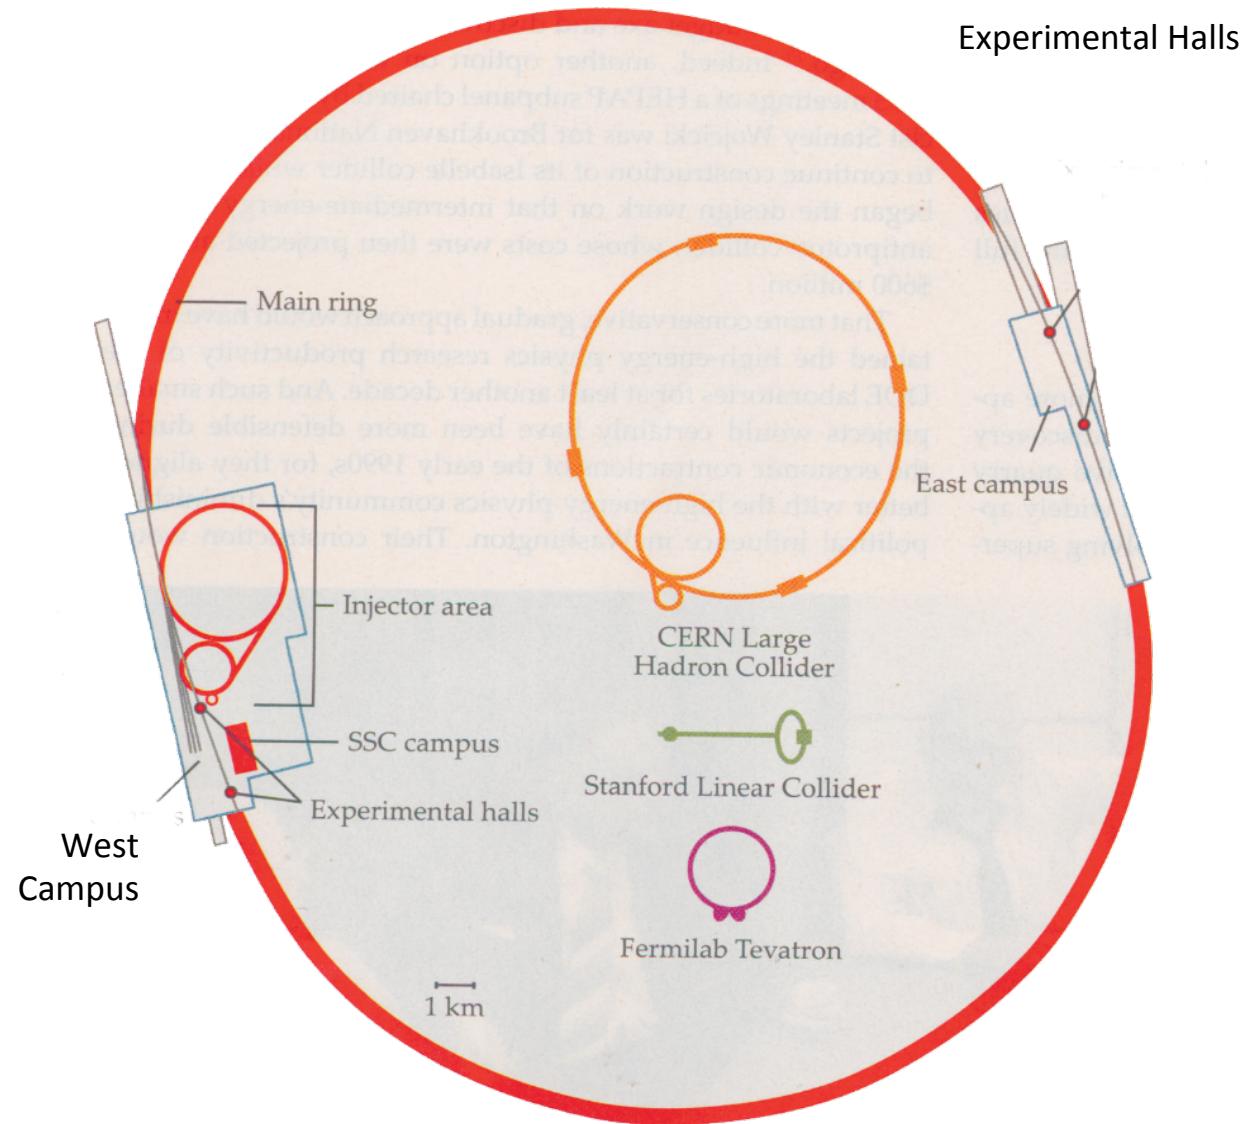 Experimental Halls
Main ring
East campus
Injector area
CERN Large
Hadron Collider
SSC campus
Stanford Linear Collider
Experimental halls
West
Campus
Fermilab Tevatron
1 km